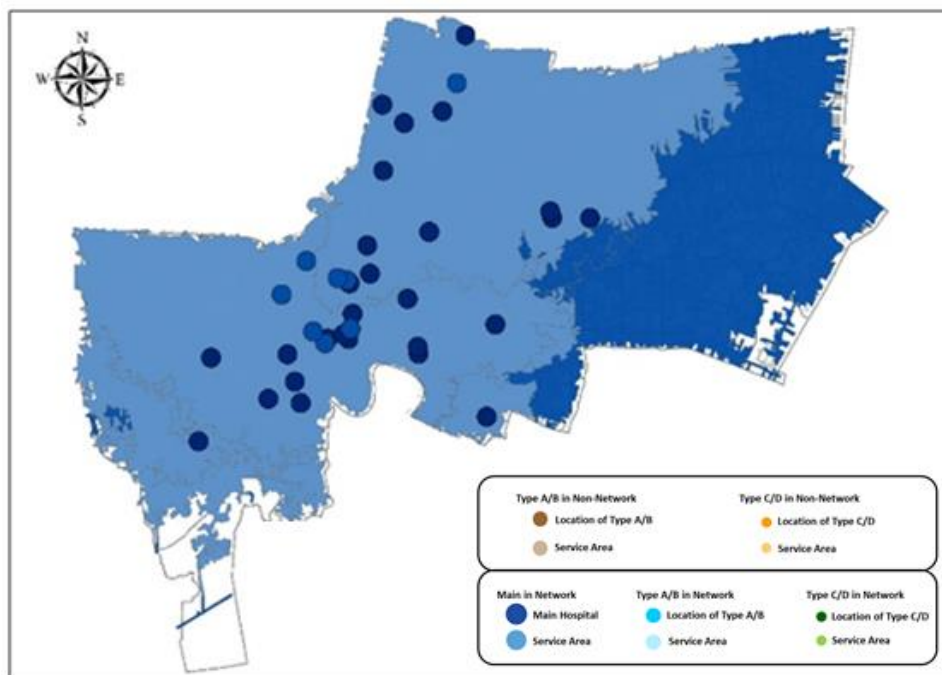 N
W E
S
Type A/B in Non-Network Type C/D in Non-Network
Location of Type A/B Location of Type C/D
Service Area Service Area
Main in Network Type A/B in Network Type C/D in Network
Main Hospital Location of Type A/B Location of Type C/D
Service Area Service Area Service Area